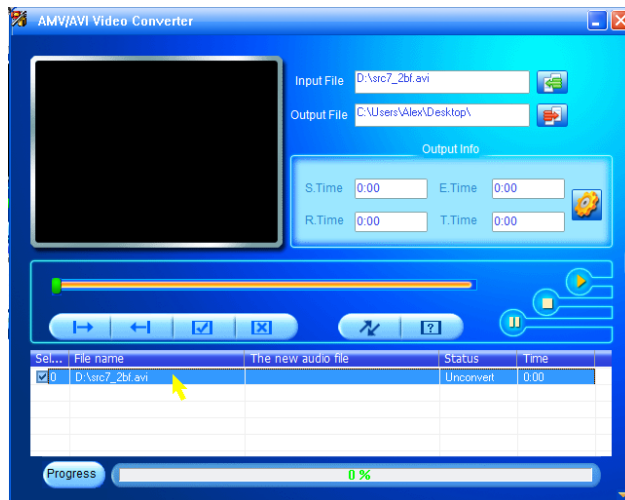 AMV/AVI Video Converter
Input File D:\src7_2bf.avi
Output File C:\Users\Alex\Desktop\
Output Info
S.Time 0:00 E.Time 0:00
R.Time 0:00 T.Time 0:00
Sel... File name The new audio file Status Time
0 D:\src7_2bf.avi Unconvert 0:00
Progress 0 %